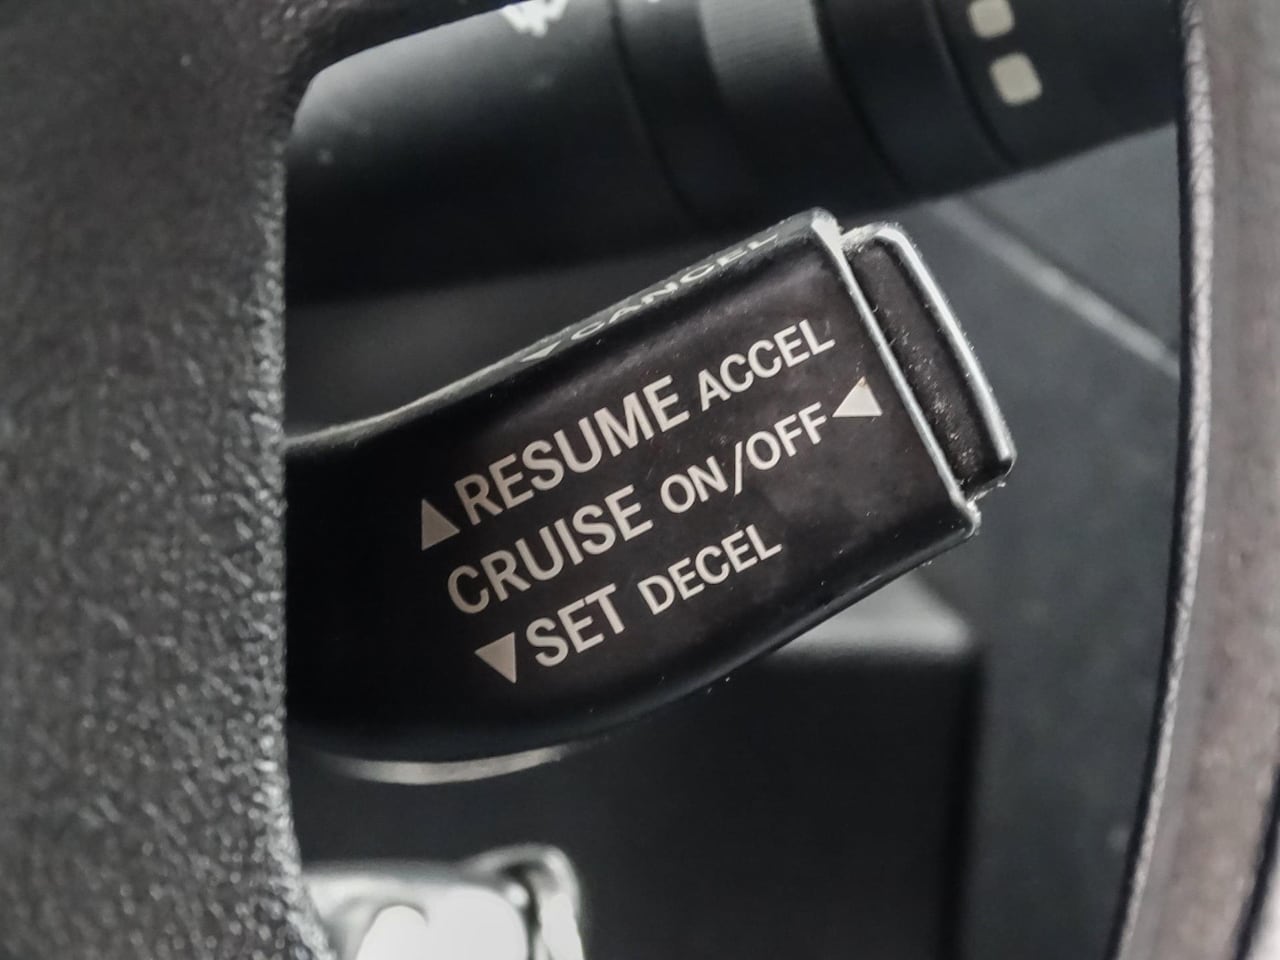 CANCEL
RESUME ACCEL
CRUISE ON/OFF
SET DECEL